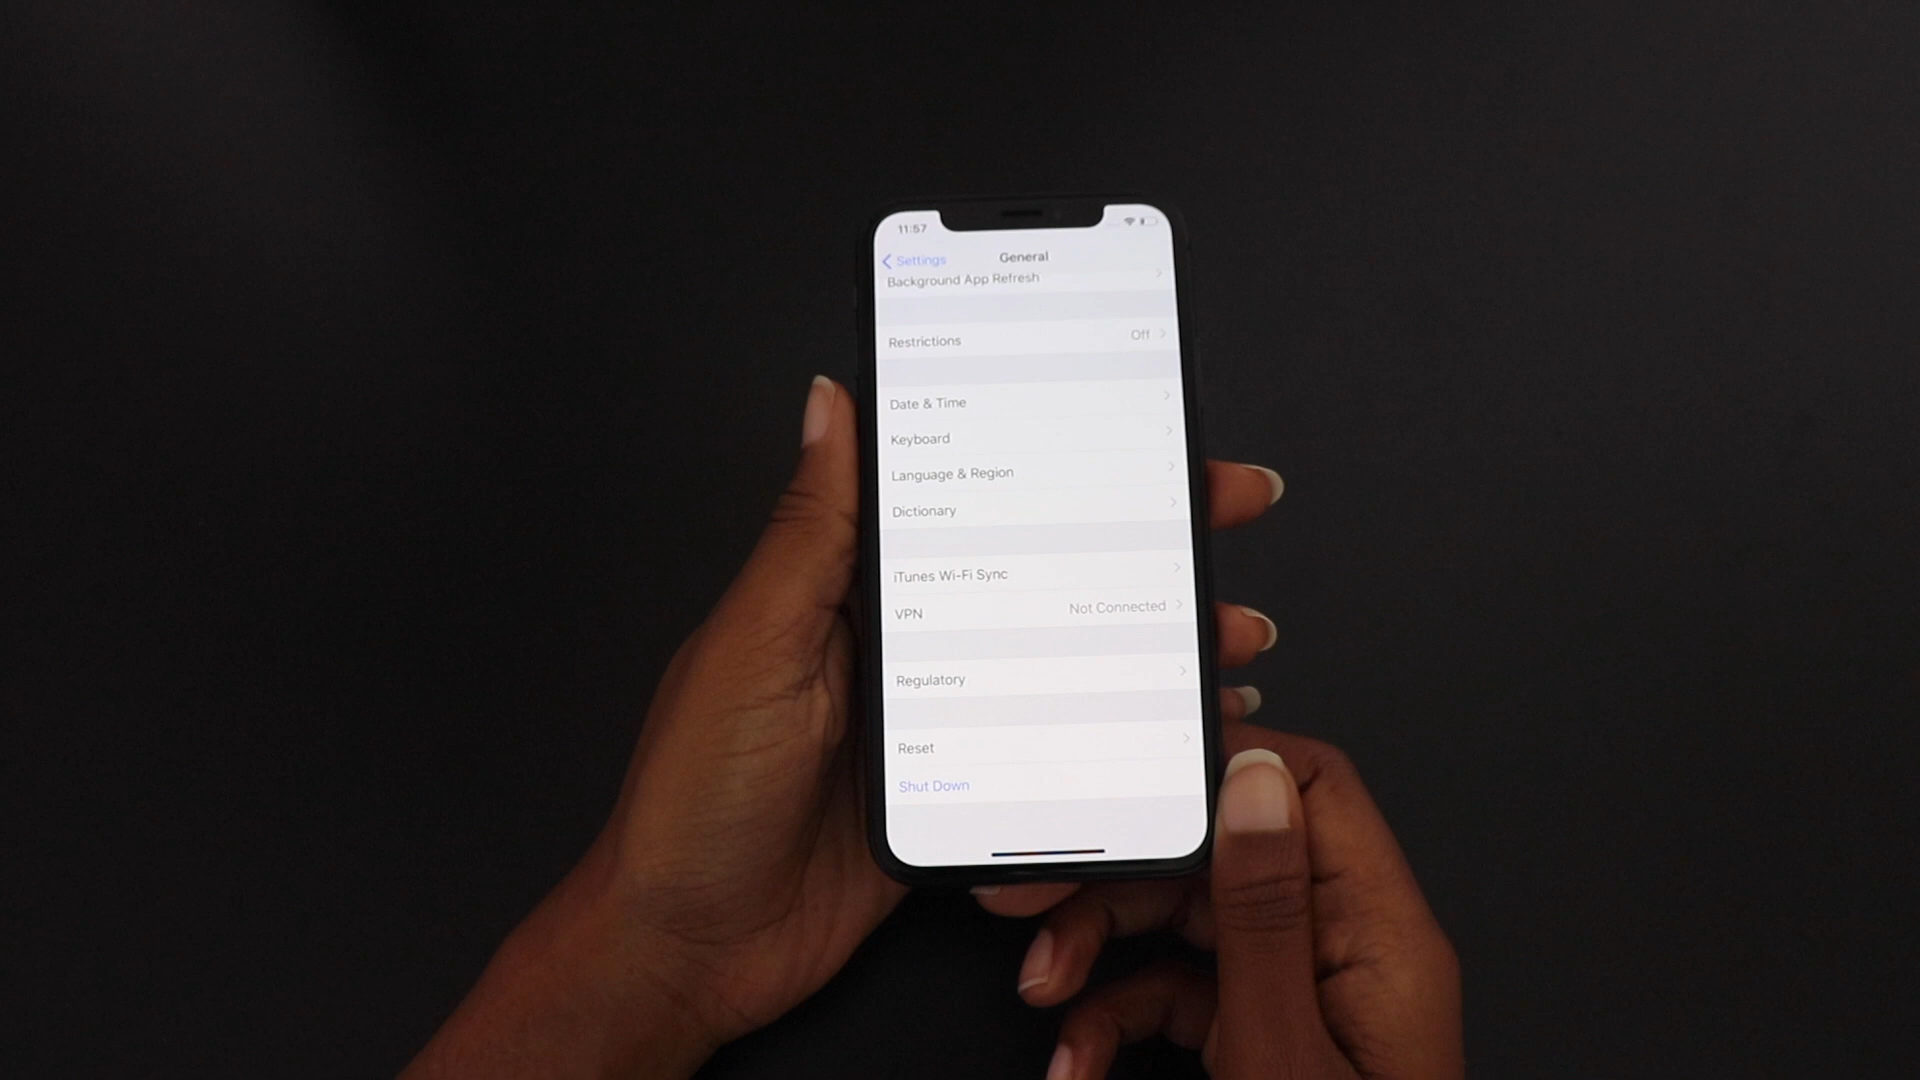 11:57
Settings
General
Background App Refresh
Restrictions Off
Date & Time
Keyboard
Language & Region
Dictionary
iTunes Wi-Fi Sync
VPN Not Connected
Regulatory
Reset
Shut Down